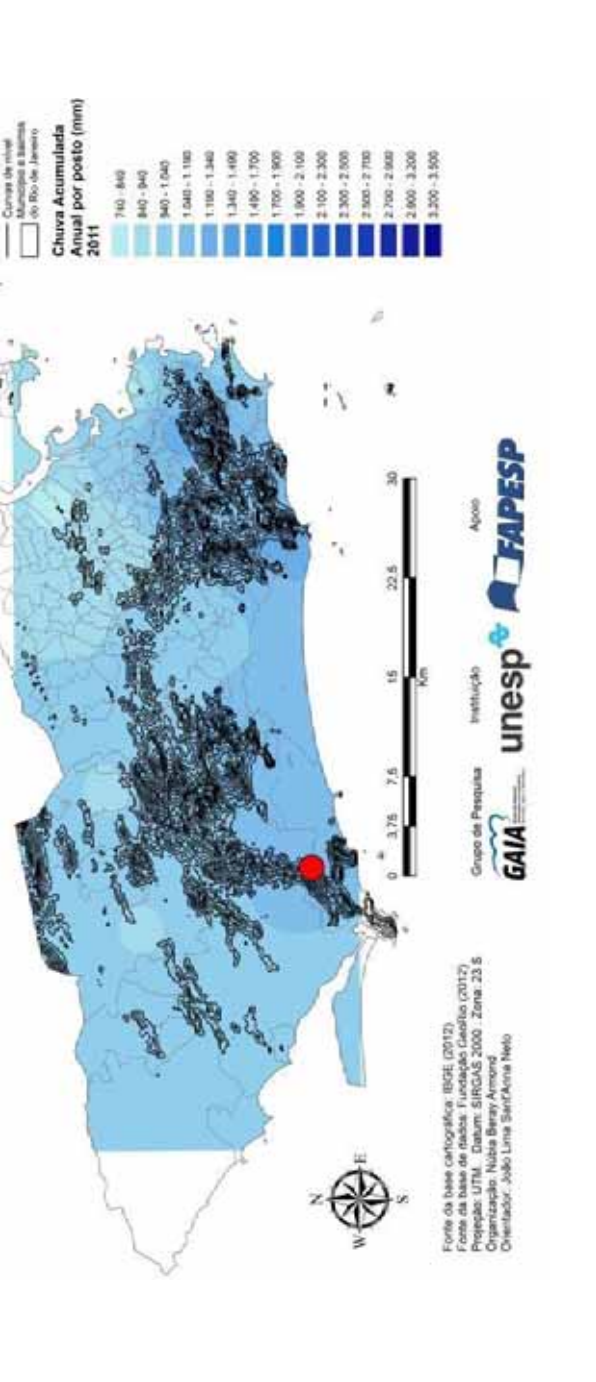 Curvas de nível
Município e bairros
do Rio de Janeiro
Chuva Acumulada
Anual por posto (mm)
2011
740 - 840
840 - 940
940 - 1.040
1.040 - 1.190
1.190 - 1.340
1.340 - 1.490
1.490 - 1.700
1.700 - 1.900
1.900 - 2.100
2.100 - 2.300
2.300 - 2.500
2.500 - 2.700
2.700 - 2.900
2.900 - 3.200
3.200 - 3.500
0 3.75 7,5 15 22,5 30
Km
N
W E
S
Grupo de Pesquisa
GAIA
Instituição
unesp
Apoio
FAPESP
Fonte da base cartográfica: IBGE (2012)
Fonte da base de dados: Fundação GeoRio (2012)
Projeção: UTM. Datum: SIRGAS 2000 . Zona: 23 S
Organização: Núbia Beray Armond
Orientador: João Lima Sant'Anna Neto